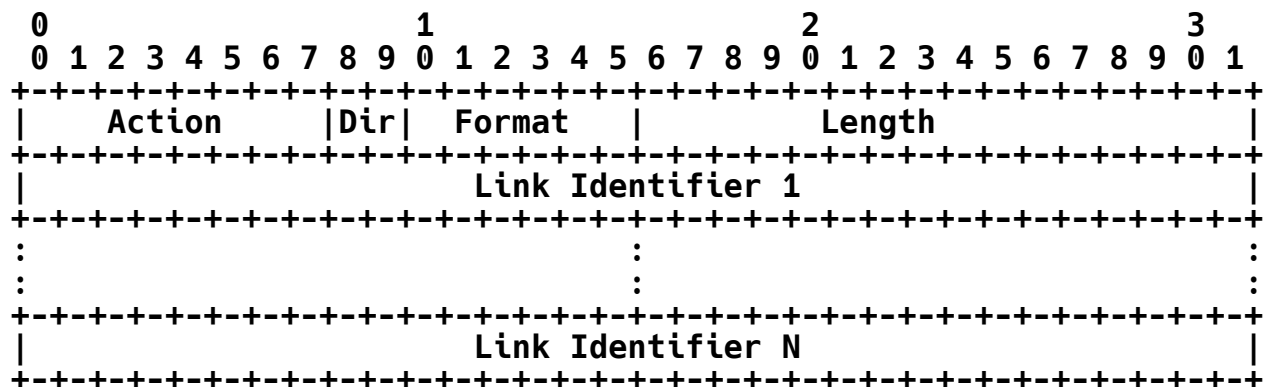 0                   1                   2                   3
 0 1 2 3 4 5 6 7 8 9 0 1 2 3 4 5 6 7 8 9 0 1 2 3 4 5 6 7 8 9 0 1
+-+-+-+-+-+-+-+-+-+-+-+-+-+-+-+-+-+-+-+-+-+-+-+-+-+-+-+-+-+-+-+-+
|    Action     |Dir|  Format   |         Length                |
+-+-+-+-+-+-+-+-+-+-+-+-+-+-+-+-+-+-+-+-+-+-+-+-+-+-+-+-+-+-+-+-+
|                       Link Identifier 1                       |
+-+-+-+-+-+-+-+-+-+-+-+-+-+-+-+-+-+-+-+-+-+-+-+-+-+-+-+-+-+-+-+-+
:                               :                               :
:                               :                               :
+-+-+-+-+-+-+-+-+-+-+-+-+-+-+-+-+-+-+-+-+-+-+-+-+-+-+-+-+-+-+-+-+
|                       Link Identifier N                       |
+-+-+-+-+-+-+-+-+-+-+-+-+-+-+-+-+-+-+-+-+-+-+-+-+-+-+-+-+-+-+-+-+